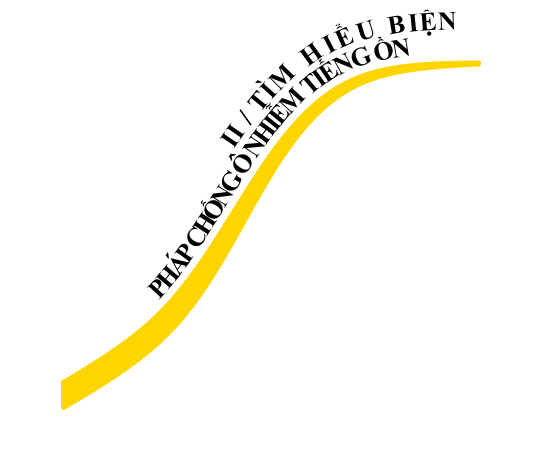 II / TÌM HIỂU BIỆN
PHÁP CHỐNG Ô NHIỄM TIẾNG ỒN